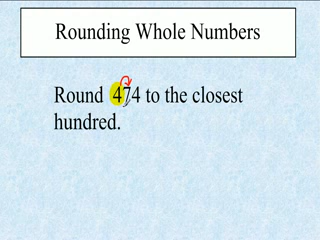 Rounding Whole Numbers
Round 474 to the closest
hundred.